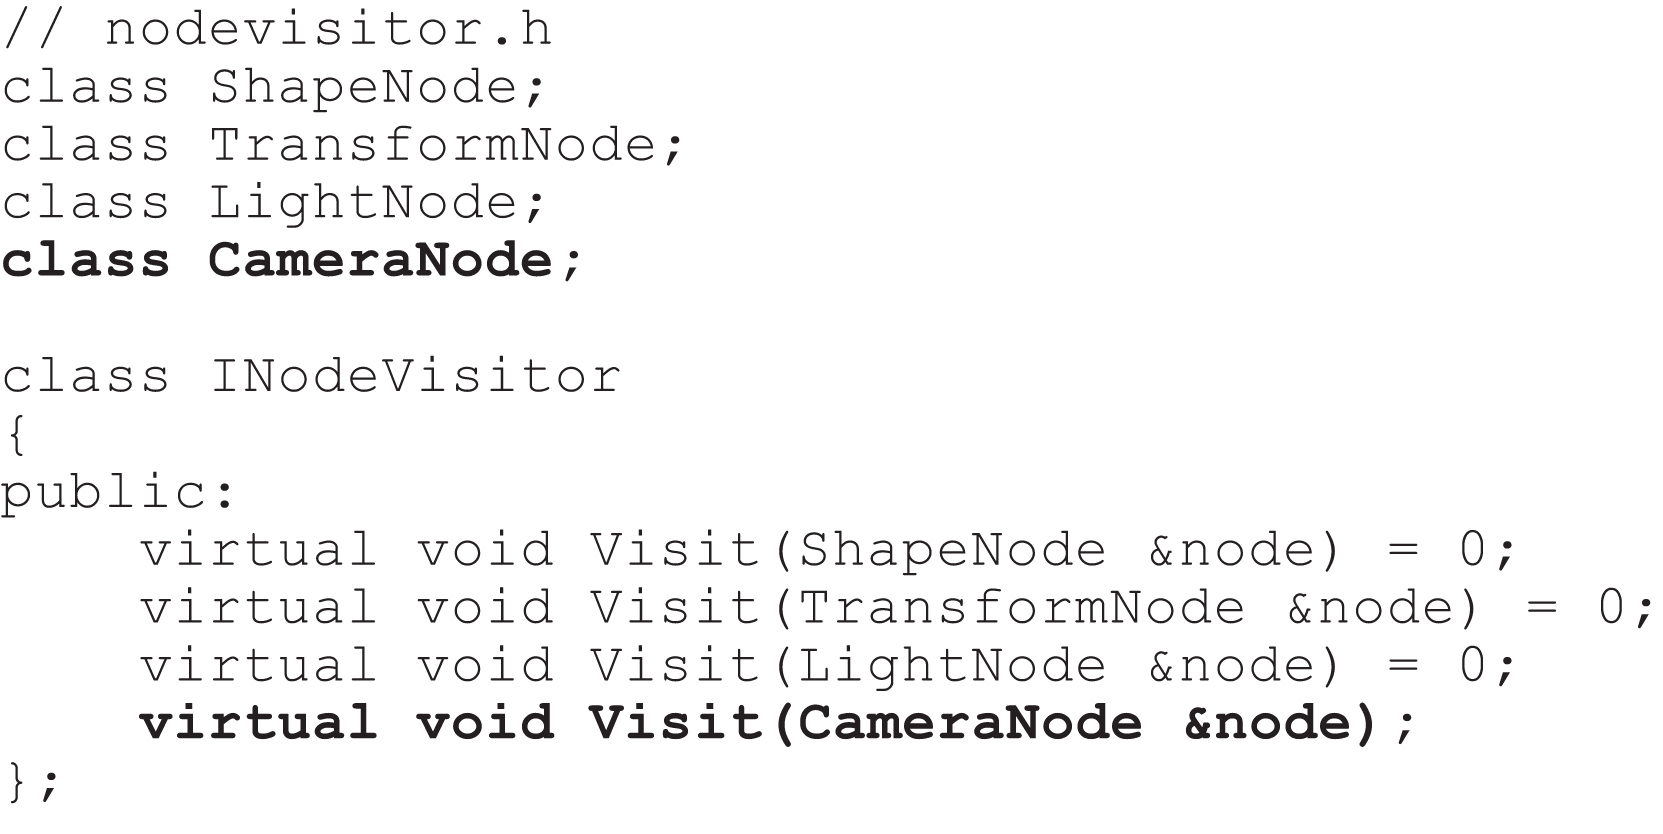 // nodevisitor.h
class ShapeNode;
class TransformNode;
class LightNode;
class CameraNode;

class INodeVisitor
{
public:
    virtual void Visit(ShapeNode &node) = 0;
    virtual void Visit(TransformNode &node) = 0;
    virtual void Visit(LightNode &node) = 0;
    virtual void Visit(CameraNode &node);
};